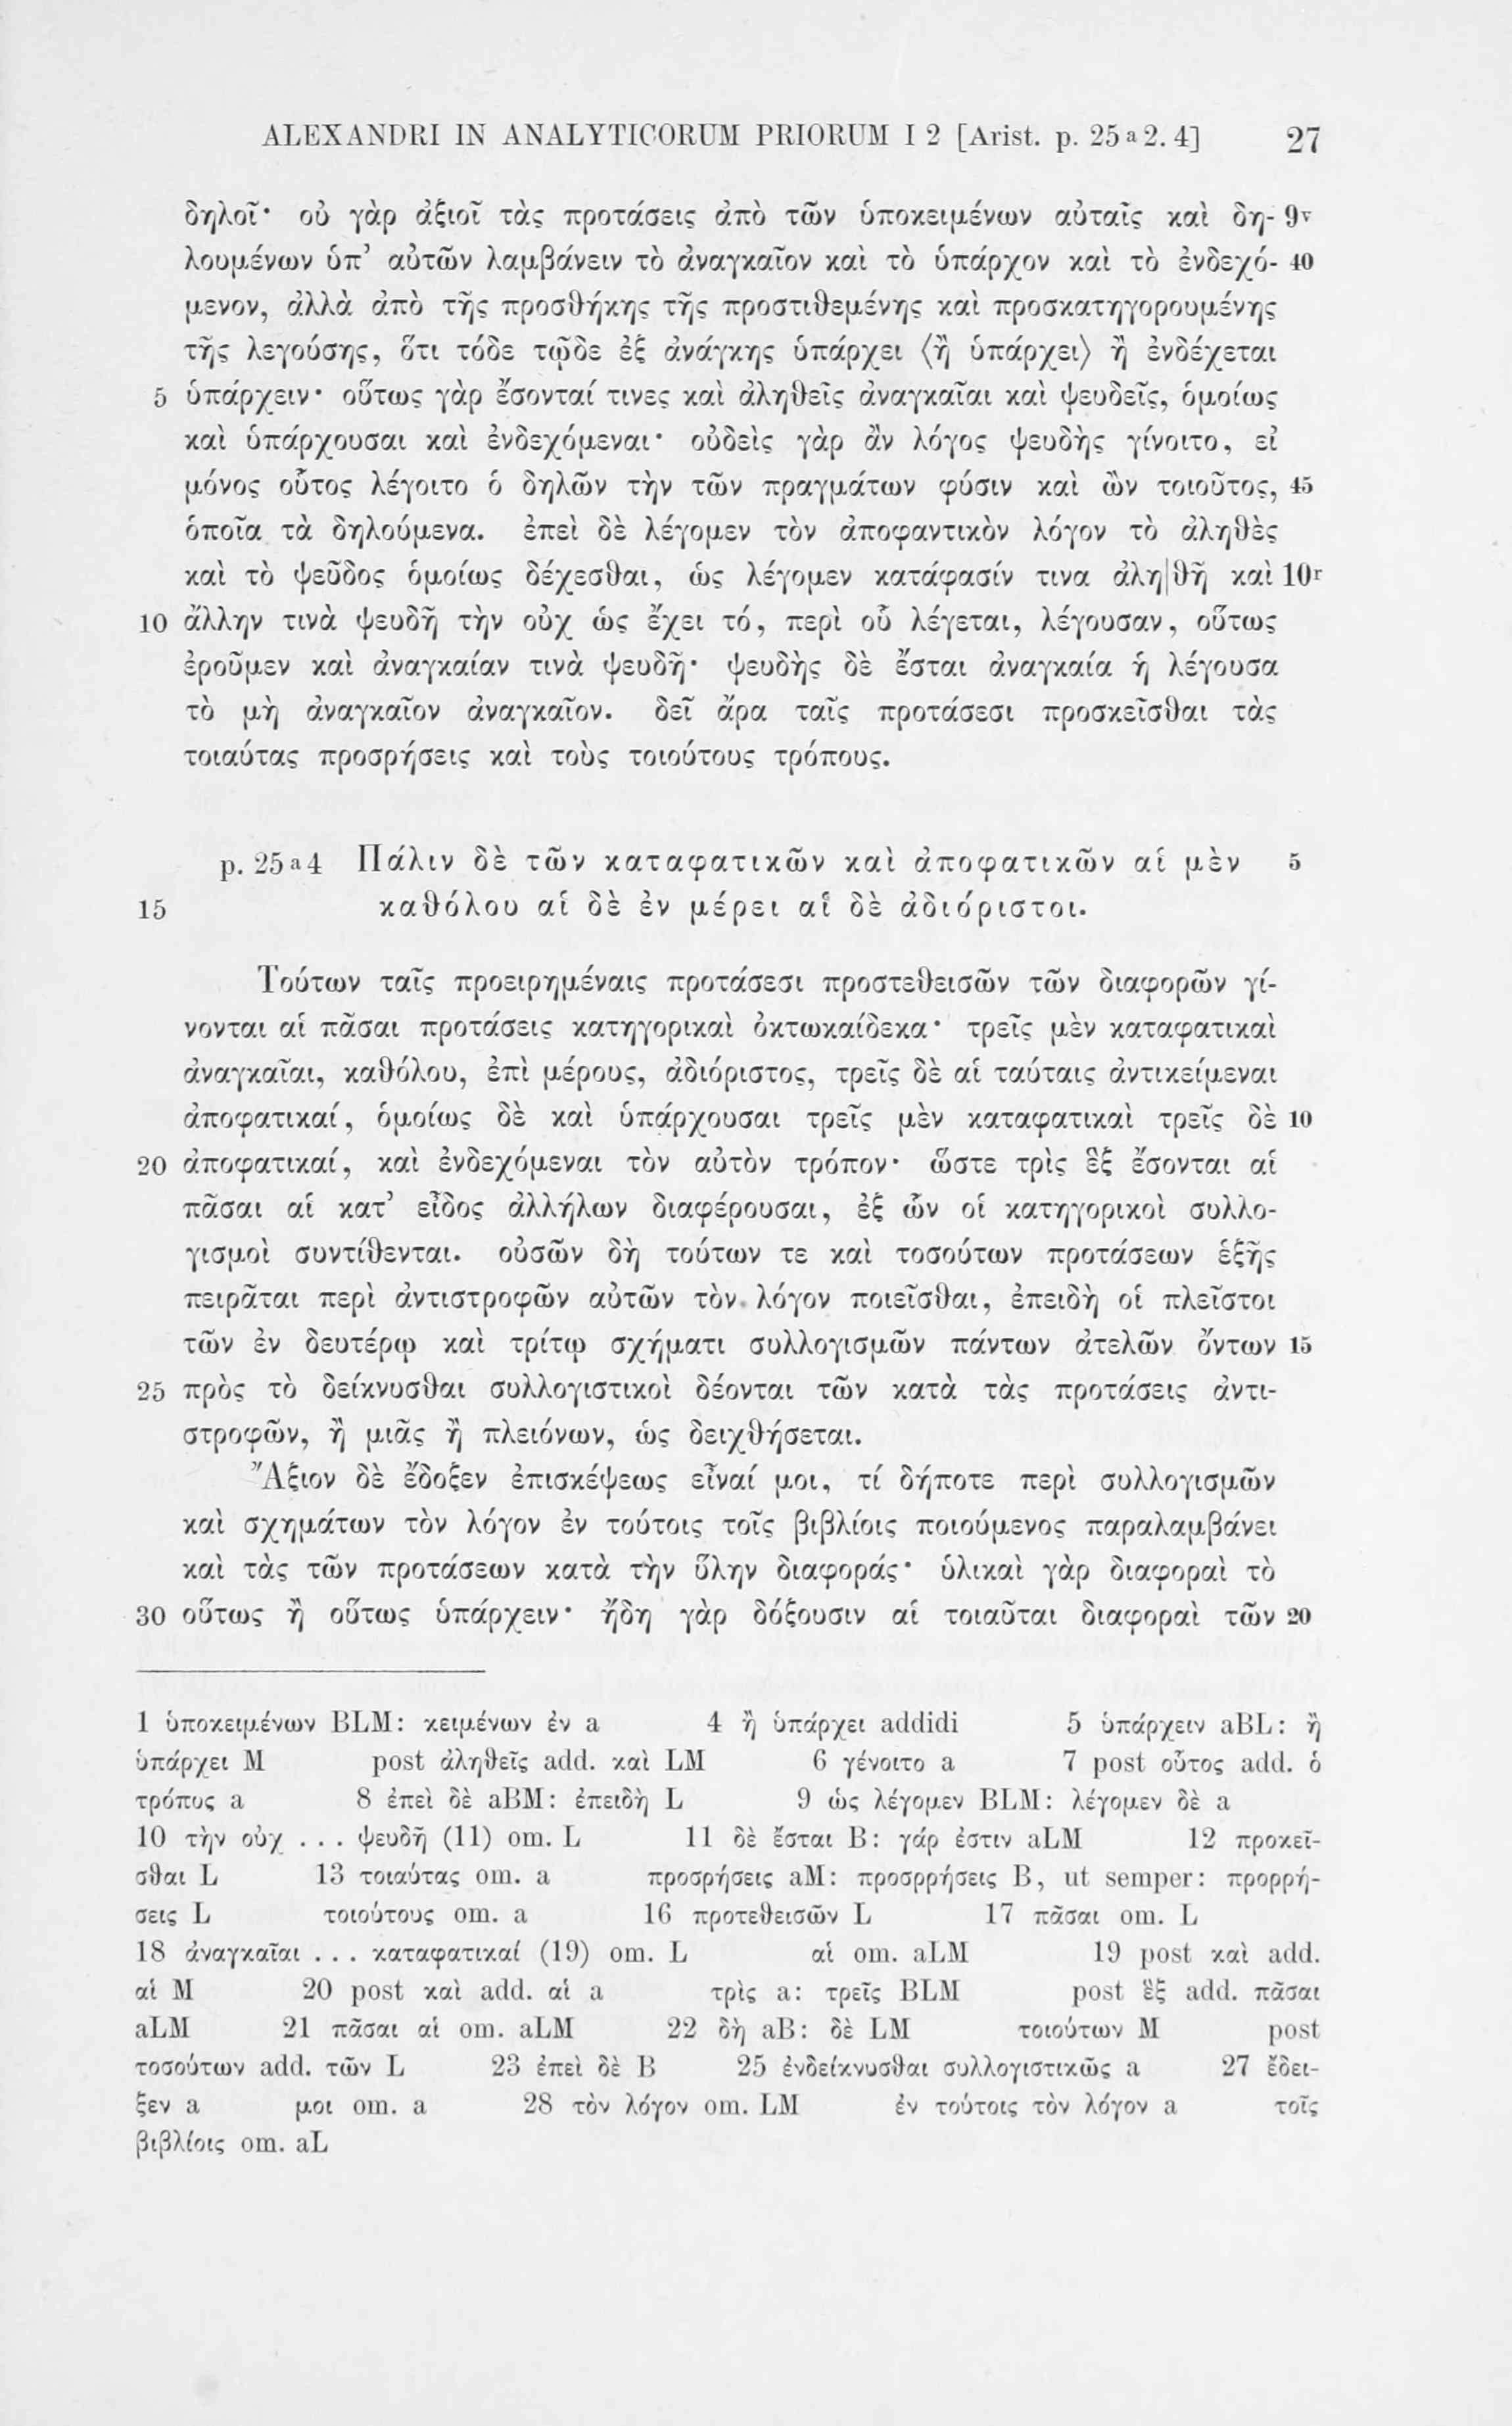 ALEXANDRI IN ANALYTICORUM PRIORUM I 2 [Arist. p. 25 a 2. 4] 27
δηλοῖ· οὐ γὰρ ἀξιοῖ τὰς προτάσεις ἀπὸ τῶν ὑποκειμένων αὐταῖς καὶ δη- 9v
λουμένων ὑπ’ αὐτῶν λαμβάνειν τὸ ἀναγκαῖον καὶ τὸ ὑπάρχον καὶ τὸ ἐνδεχό- 40
μενον, ἀλλὰ ἀπὸ τῆς προσθήκης τῆς προστιθεμένης καὶ προσκατηγορουμένης
τῆς λεγούσης, ὅτι τόδε τῷδε ἐξ ἀνάγκης ὑπάρχει 〈ἢ ὑπάρχει〉 ἢ ἐνδέχεται
5 ὑπάρχειν· οὕτως γὰρ ἔσονταί τινες καὶ ἀληθεῖς ἀναγκαῖαι καὶ ψευδεῖς, ὁμοίως
καὶ ὑπάρχουσαι καὶ ἐνδεχόμεναι· οὐδεὶς γὰρ ἂν λόγος ψευδὴς γίνοιτο, εἰ
μόνος οὗτος λέγοιτο ὁ δηλῶν τὴν τῶν πραγμάτων φύσιν καὶ ὢν τοιοῦτος, 45
ὁποῖα τὰ δηλούμενα. ἐπεὶ δὲ λέγομεν τὸν ἀποφαντικὸν λόγον τὸ ἀληθὲς
καὶ τὸ ψεῦδος ὁμοίως δέχεσθαι, ὡς λέγομεν κατάφασίν τινα ἀλη|θῆ καὶ 10r
10 ἄλλην τινὰ ψευδῆ τὴν οὐχ ὡς ἔχει τό, περὶ οὗ λέγεται, λέγουσαν, οὕτως
ἐροῦμεν καὶ ἀναγκαίαν τινὰ ψευδῆ· ψευδὴς δὲ ἔσται ἀναγκαία ἡ λέγουσα
τὸ μὴ ἀναγκαῖον ἀναγκαῖον. δεῖ ἄρα ταῖς προτάσεσι προσκεῖσθαι τὰς
τοιαύτας προσρήσεις καὶ τοὺς τοιούτους τρόπους.
p. 25 a 4 Πάλιν δὲ τῶν καταφατικῶν καὶ ἀποφατικῶν αἱ μὲν 5
15 καθόλου αἱ δὲ ἐν μέρει αἱ δὲ ἀδιόριστοι.
Τούτων ταῖς προειρημέναις προτάσεσι προστεθεισῶν τῶν διαφορῶν γί-
νονται αἱ πᾶσαι προτάσεις κατηγορικαὶ ὀκτωκαίδεκα· τρεῖς μὲν καταφατικαὶ
ἀναγκαῖαι, καθόλου, ἐπὶ μέρους, ἀδιόριστος, τρεῖς δὲ αἱ ταύταις ἀντικείμεναι
ἀποφατικαί, ὁμοίως δὲ καὶ ὑπάρχουσαι τρεῖς μὲν καταφατικαὶ τρεῖς δὲ 10
20 ἀποφατικαί, καὶ ἐνδεχόμεναι τὸν αὐτὸν τρόπον· ὥστε τρὶς ἓξ ἔσονται αἱ
πᾶσαι αἱ κατ’ εἶδος ἀλλήλων διαφέρουσαι, ἐξ ὧν οἱ κατηγορικοὶ συλλο-
γισμοὶ συντίθενται. οὐσῶν δὴ τούτων τε καὶ τοσούτων προτάσεων ἑξῆς
πειρᾶται περὶ ἀντιστροφῶν αὐτῶν τὸν λόγον ποιεῖσθαι, ἐπειδὴ οἱ πλεῖστοι
τῶν ἐν δευτέρῳ καὶ τρίτῳ σχήματι συλλογισμῶν πάντων ἀτελῶν ὄντων 15
25 πρὸς τὸ δείκνυσθαι συλλογιστικοὶ δέονται τῶν κατὰ τὰς προτάσεις ἀντι-
στροφῶν, ἢ μιᾶς ἢ πλειόνων, ὡς δειχθήσεται.
Ἄξιον δὲ ἔδοξεν ἐπισκέψεως εἶναί μοι, τί δήποτε περὶ συλλογισμῶν
καὶ σχημάτων τὸν λόγον ἐν τούτοις τοῖς βιβλίοις ποιούμενος παραλαμβάνει
καὶ τὰς τῶν προτάσεων κατὰ τὴν ὕλην διαφοράς· ὑλικαὶ γὰρ διαφοραὶ τὸ
30 οὕτως ἢ οὕτως ὑπάρχειν· ἤδη γὰρ δόξουσιν αἱ τοιαῦται διαφοραὶ τῶν 20
1 ὑποκειμένων BLM: κειμένων ἐν a 4 ἢ ὑπάρχει addidi 5 ὑπάρχειν aBL: ἢ
ὑπάρχει M post ἀληθεῖς add. καὶ LM 6 γένοιτο a 7 post οὗτος add. ὁ
τρόπος a 8 ἐπεὶ δὲ aBM: ἐπειδὴ L 9 ὡς λέγομεν BLM: λέγομεν δὲ a
10 τὴν οὐχ . . . ψευδῆ (11) om. L 11 δὲ ἔσται B: γάρ ἐστιν aLM 12 προκεῖ-
σθαι L 13 τοιαύτας om. a προσρήσεις aM: προσρρήσεις B, ut semper: προρρή-
σεις L τοιούτους om. a 16 προτεθεισῶν L 17 πᾶσαι om. L
18 ἀναγκαῖαι . . . καταφατικαί (19) om. L αἱ om. aLM 19 post καὶ add.
αἱ M 20 post καὶ add. αἱ a τρὶς a: τρεῖς BLM post ἓξ add. πᾶσαι
aLM 21 πᾶσαι αἱ om. aLM 22 δὴ aB: δὲ LM τοιούτων M post
τοσούτων add. τῶν L 23 ἐπεὶ δὲ B 25 ἐνδείκνυσθαι συλλογιστικῶς a 27 ἔδει-
ξεν a μοι om. a 28 τὸν λόγον om. LM ἐν τούτοις τὸν λόγον a τοῖς
βιβλίοις om. aL